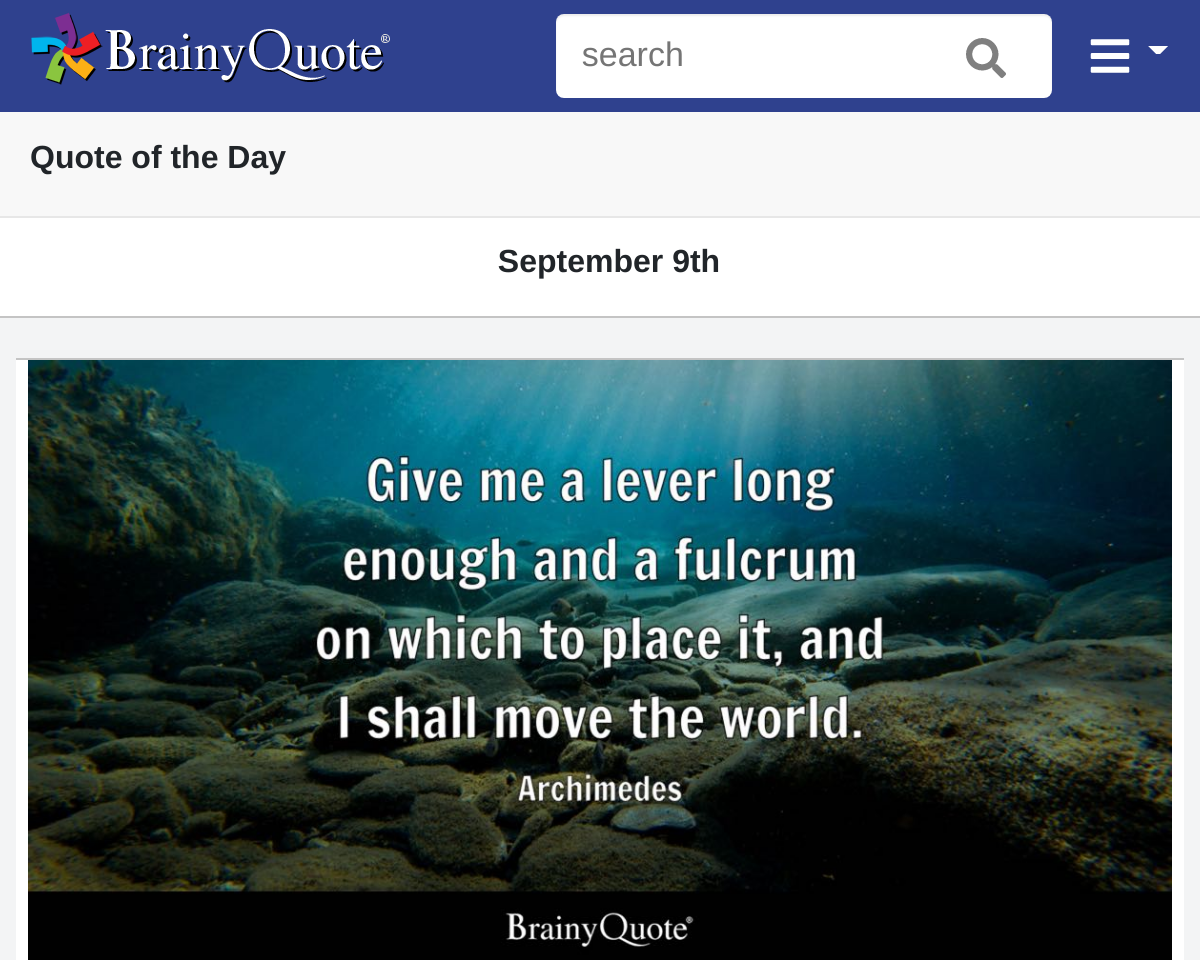 BrainyQuote®
search
Quote of the Day
September 9th
Give me a lever long
enough and a fulcrum
on which to place it, and
I shall move the world.
Archimedes
BrainyQuote®